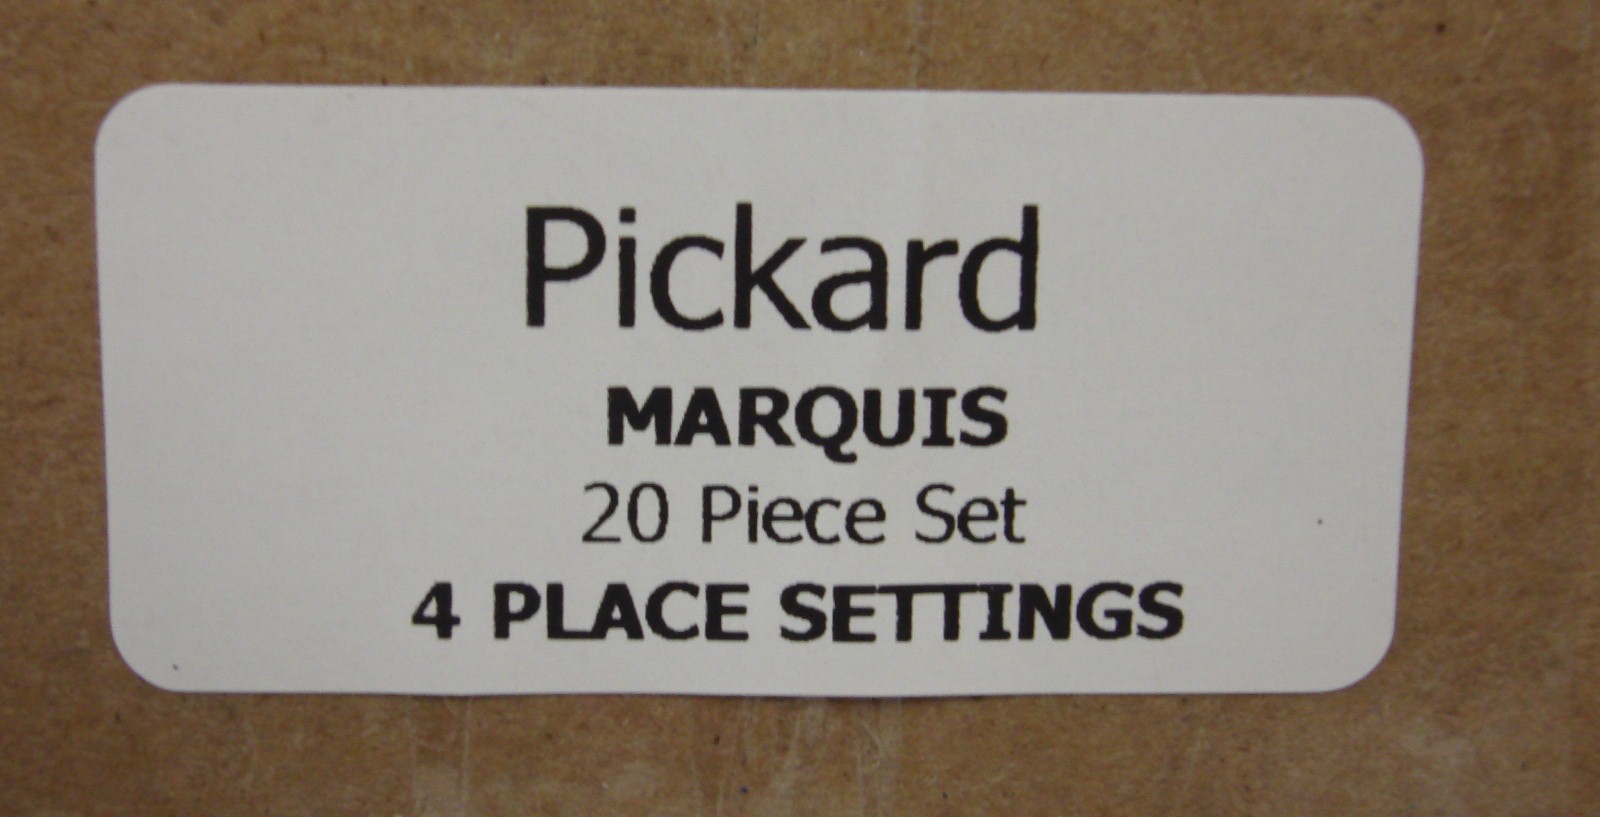 Pickard
MARQUIS
20 Piece Set
4 PLACE SETTINGS